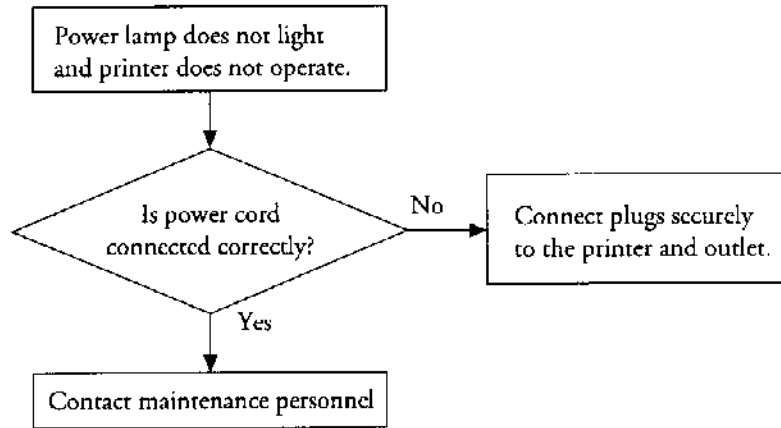 Power lamp does not light
and printer does not operate.
Is power cord
connected correctly?
No
Connect plugs securely
to the printer and outlet.
Yes
Contact maintenance personnel